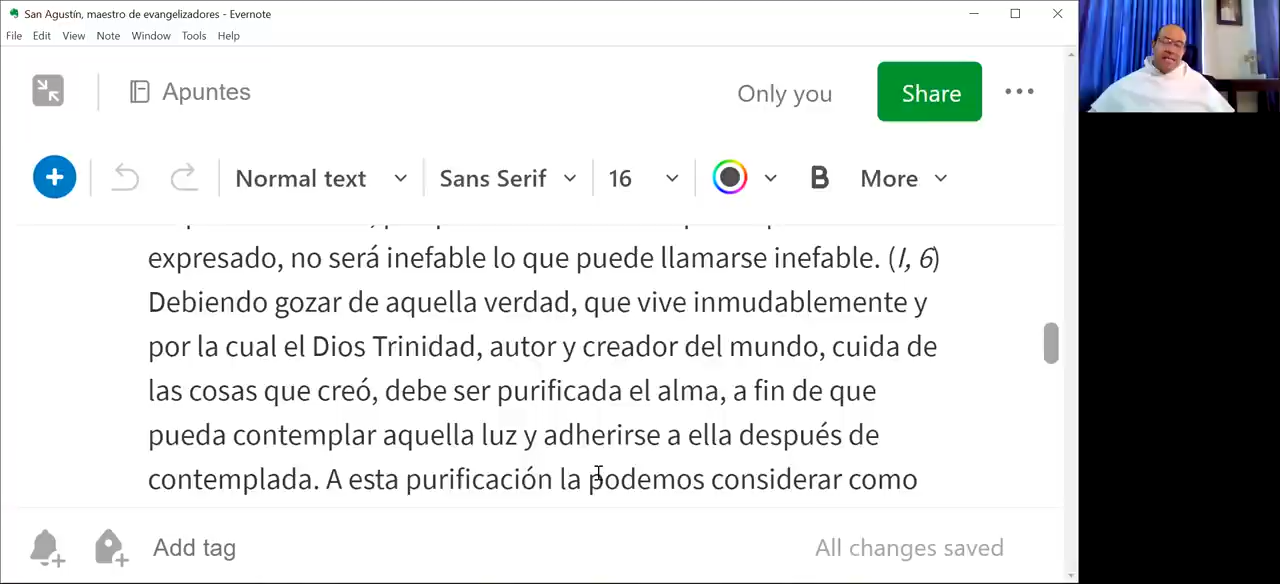 San Agustín, maestro de evangelizadores - Evernote
File Edit View Note Window Tools Help
Apuntes
Only you
Share
Normal text
Sans Serif
16
B
More
expresado, no será inefable lo que puede llamarse inefable. (I, 6)
Debiendo gozar de aquella verdad, que vive inmudablemente y
por la cual el Dios Trinidad, autor y creador del mundo, cuida de
las cosas que creó, debe ser purificada el alma, a fin de que
pueda contemplar aquella luz y adherirse a ella después de
contemplada. A esta purificación la podemos considerar como
Add tag
All changes saved